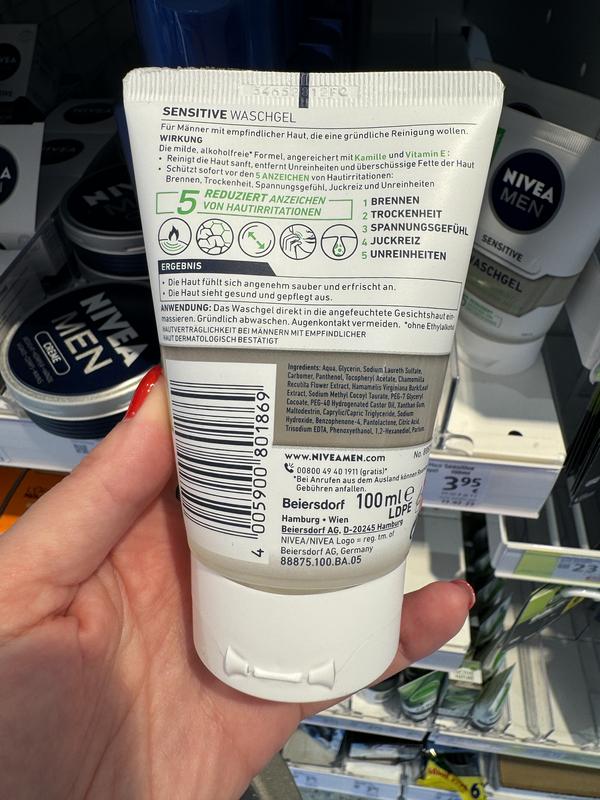 SENSITIVE WASCHGEL
Für Männer mit empfindlicher Haut, die eine gründliche Reinigung wollen.
WIRKUNG
Die milde, alkoholfreie* Formel, angereichert mit Kamille und Vitamin E:
• Reinigt die Haut sanft, entfernt Unreinheiten und überschüssige Fette der Haut
• Schützt sofort vor den 5 ANZEICHEN von Hautirritationen:
Brennen, Trockenheit, Spannungsgefühl, Juckreiz und Unreinheiten
5 REDUZIERT ANZEICHEN
VON HAUTIRRITATIONEN
1 BRENNEN
2 TROCKENHEIT
3 SPANNUNGSGEFÜHL
4 JUCKREIZ
5 UNREINHEITEN
ERGEBNIS
• Die Haut fühlt sich angenehm sauber und erfrischt an.
• Die Haut sieht gesund und gepflegt aus.
ANWENDUNG: Das Waschgel direkt in die angefeuchtete Gesichtshaut ein-
massieren. Gründlich abwaschen. Augenkontakt vermeiden. *ohne Ethylalkohol
HAUTVERTRÄGLICHKEIT BEI MÄNNERN MIT EMPFINDLICHER
HAUT DERMATOLOGISCH BESTÄTIGT
Ingredients: Aqua, Glycerin, Sodium Laureth Sulfate,
Carbomer, Panthenol, Tocopheryl Acetate, Chamomilla
Recutita Flower Extract, Hamamelis Virginiana Bark/Leaf
Extract, Sodium Methyl Cocoyl Taurate, PEG-7 Glyceryl
Cocoate, PEG-40 Hydrogenated Castor Oil, Xanthan Gum,
Maltodextrin, Caprylic/Capric Triglyceride, Sodium
Hydroxide, Benzophenone-4, Pantolactone, Citric Acid,
Trisodium EDTA, Phenoxyethanol, 1,2-Hexanediol, Parfum
4 005900 801869
www.NIVEAMEN.com
No. 
00800 49 40 1911 (gratis)*
*Bei Anrufen aus dem Ausland können
Gebühren anfallen.
Beiersdorf 100 ml e
LDPE
Hamburg • Wien
Beiersdorf AG, D-20245 Hamburg
NIVEA/NIVEA Logo = reg. tm. of
Beiersdorf AG, Germany
88875.100.BA.05
NIVEA
MEN
CREME
NIVEA
MEN
SENSITIVE
WASCHGEL
3.95